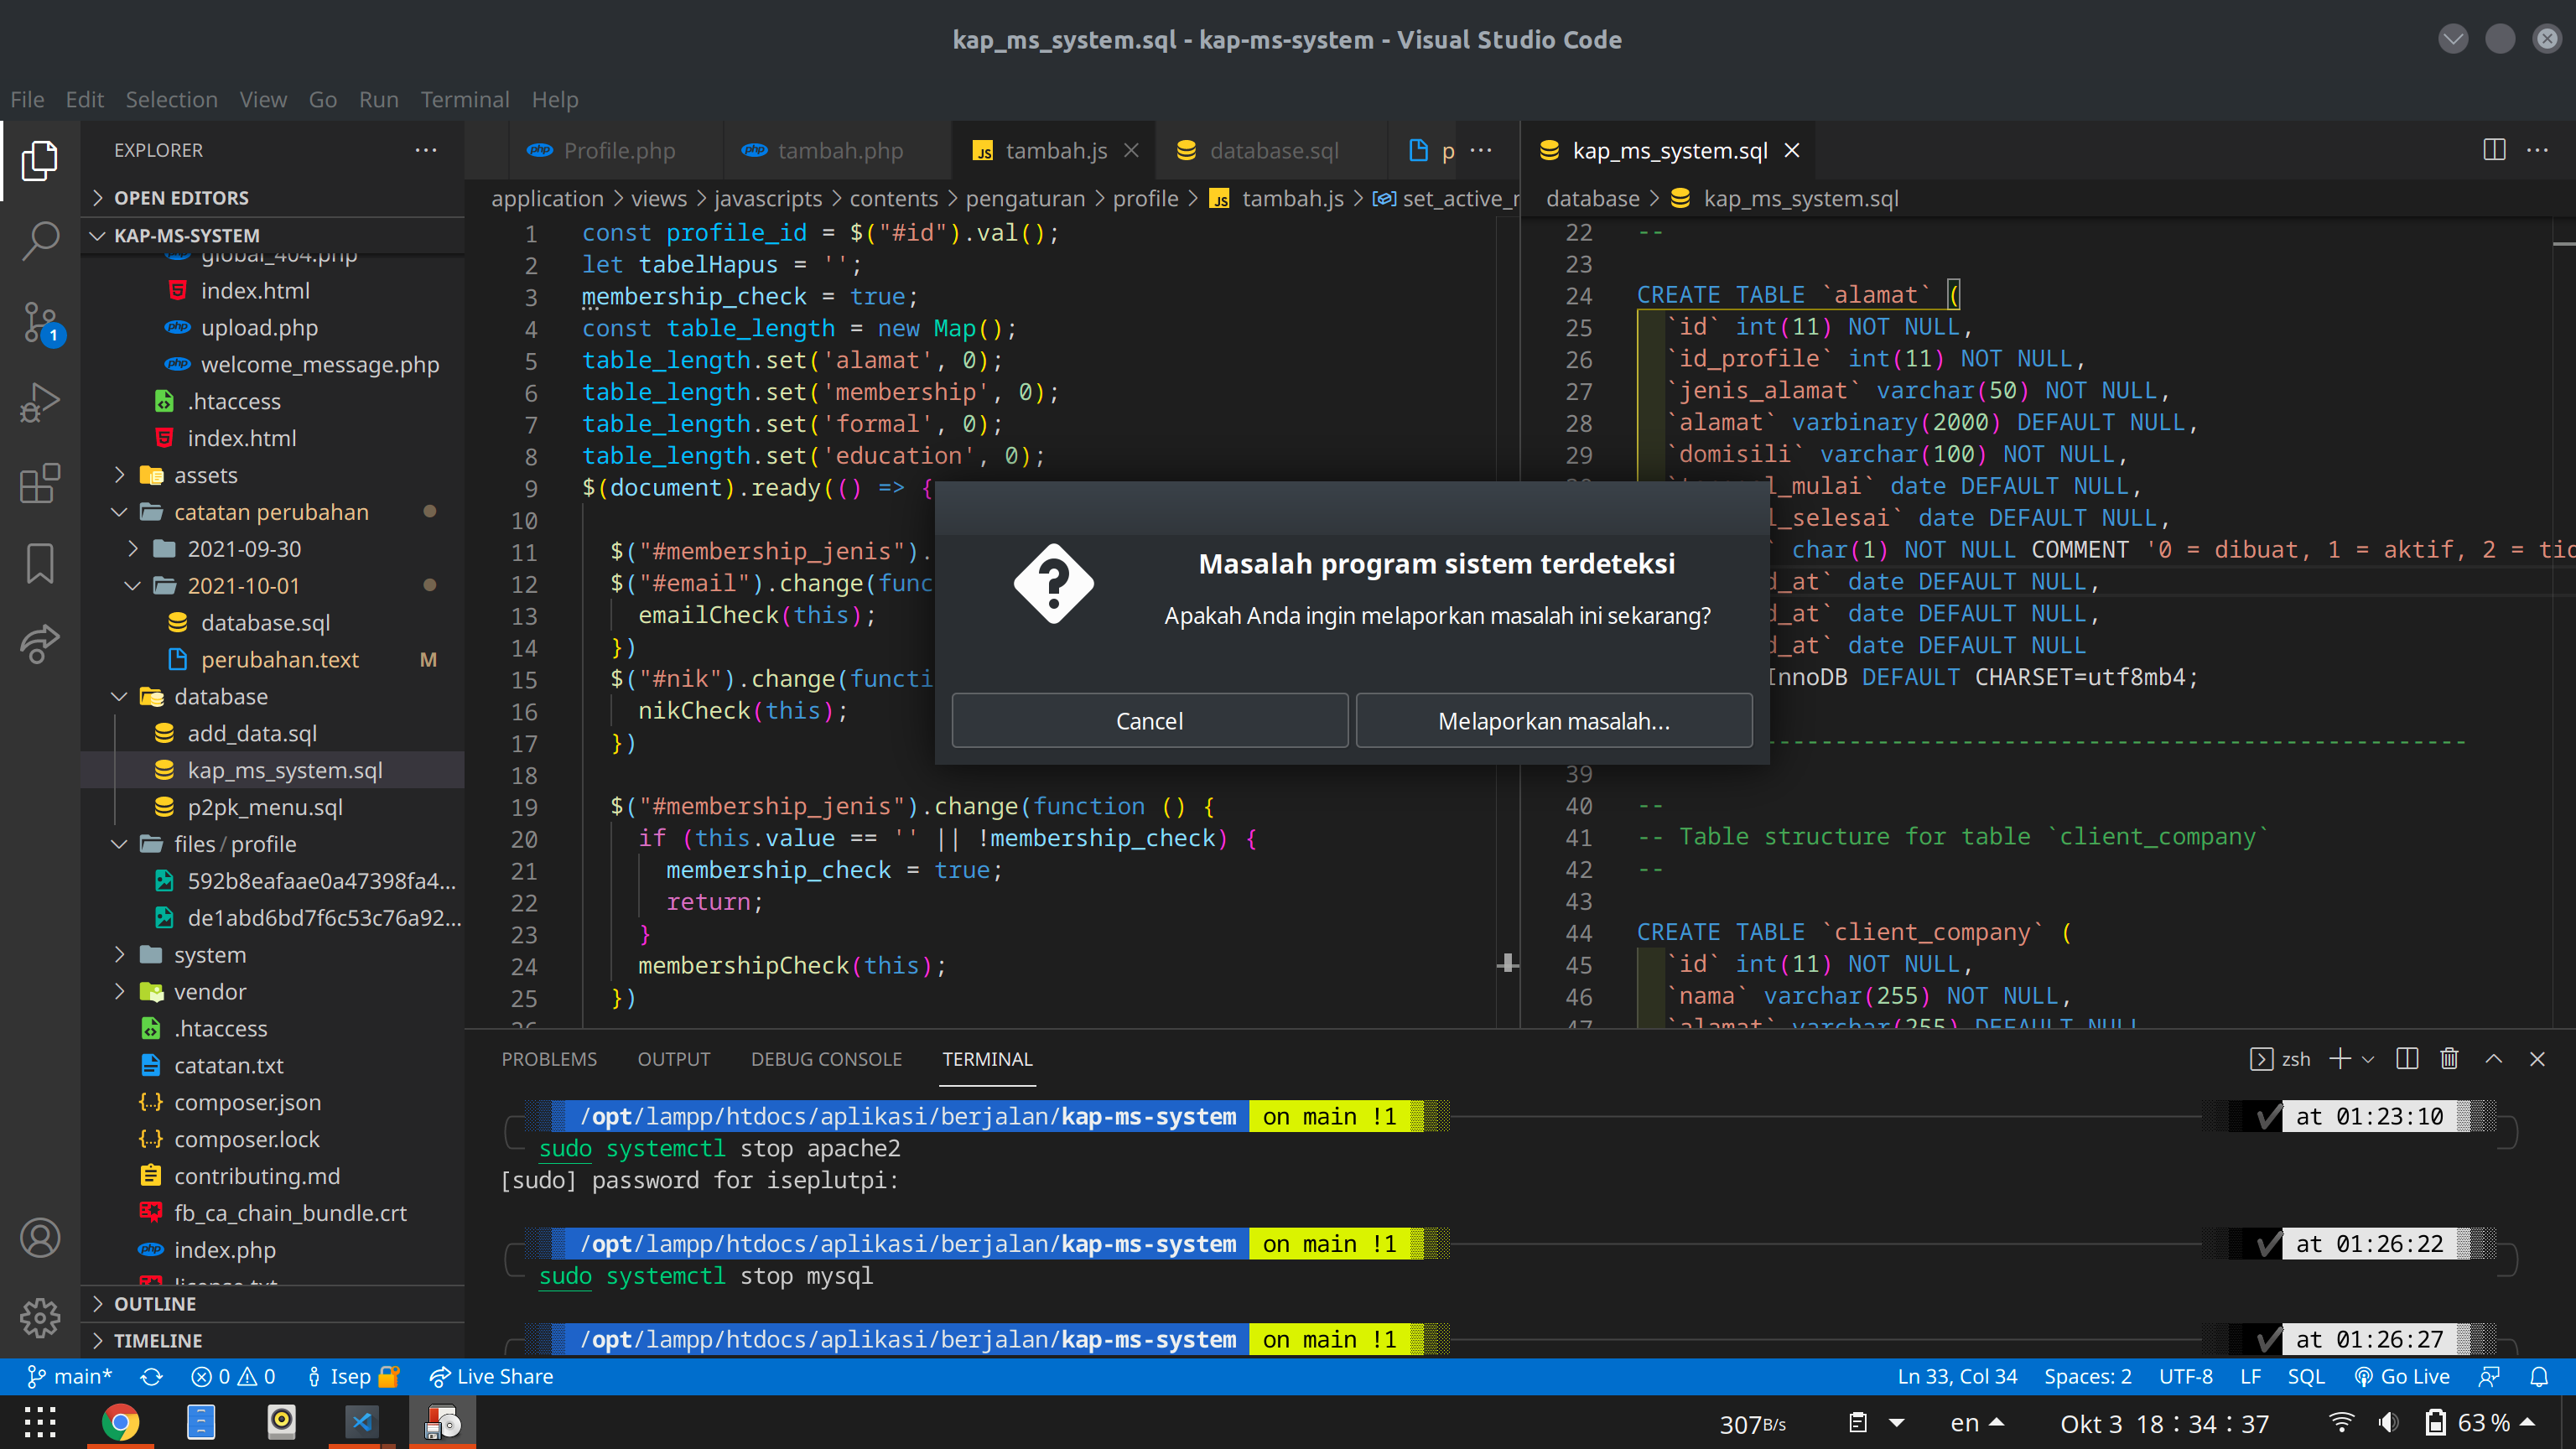 kap_ms_system.sql - kap-ms-system - Visual Studio Code
File Edit Selection View Go Run Terminal Help
EXPLORER
OPEN EDITORS
KAP-MS-SYSTEM
global_404.php
index.html
upload.php
welcome_message.php
.htaccess
index.html
assets
catatan perubahan
2021-09-30
2021-10-01
database.sql
perubahan.text M
database
add_data.sql
kap_ms_system.sql
p2pk_menu.sql
files/profile
592b8eafaae0a47398fa4...
de1abd6bd7f6c53c76a92...
system
vendor
.htaccess
catatan.txt
composer.json
composer.lock
contributing.md
fb_ca_chain_bundle.crt
index.php
license.txt
OUTLINE
TIMELINE
1
Profile.php tambah.php tambah.js database.sql p ...
application > views > javascripts > contents > pengaturan > profile > tambah.js > set_active_r
1 const profile_id = $("#id").val();
2 let tabelHapus = '';
3 membership_check = true;
4 const table_length = new Map();
5 table_length.set('alamat', 0);
6 table_length.set('membership', 0);
7 table_length.set('formal', 0);
8 table_length.set('education', 0);
9 $(document).ready(() => {
10
11 $("#membership_jenis").
12 $("#email").change(func
13 emailCheck(this);
14 })
15 $("#nik").change(functi
16 nikCheck(this);
17 })
18
19 $("#membership_jenis").change(function () {
20 if (this.value == '' || !membership_check) {
21 membership_check = true;
22 return;
23 }
24 membershipCheck(this);
25 })
kap_ms_system.sql
database > kap_ms_system.sql
22 --
23
24 CREATE TABLE `alamat` (
25 `id` int(11) NOT NULL,
26 `id_profile` int(11) NOT NULL,
27 `jenis_alamat` varchar(50) NOT NULL,
28 `alamat` varbinary(2000) DEFAULT NULL,
29 `domisili` varchar(100) NOT NULL,
l_mulai` date DEFAULT NULL,
l_selesai` date DEFAULT NULL,
` char(1) NOT NULL COMMENT '0 = dibuat, 1 = aktif, 2 = tid
d_at` date DEFAULT NULL,
d_at` date DEFAULT NULL,
d_at` date DEFAULT NULL
InnoDB DEFAULT CHARSET=utf8mb4;
39
40 --
41 -- Table structure for table `client_company`
42 --
43
44 CREATE TABLE `client_company` (
45 `id` int(11) NOT NULL,
46 `nama` varchar(255) NOT NULL,
47 `alamat` varchar(255) DEFAULT NULL
Masalah program sistem terdeteksi
Apakah Anda ingin melaporkan masalah ini sekarang?
Cancel Melaporkan masalah...
PROBLEMS OUTPUT DEBUG CONSOLE TERMINAL zsh
/opt/lampp/htdocs/aplikasi/berjalan/kap-ms-system on main !1 at 01:23:10
sudo systemctl stop apache2
[sudo] password for iseplutpi:
/opt/lampp/htdocs/aplikasi/berjalan/kap-ms-system on main !1 at 01:26:22
sudo systemctl stop mysql
/opt/lampp/htdocs/aplikasi/berjalan/kap-ms-system on main !1 at 01:26:27
main* 0 0 Isep Live Share Ln 33, Col 34 Spaces: 2 UTF-8 LF SQL Go Live
307B/s en Okt 3 18 : 34 : 37 63 %